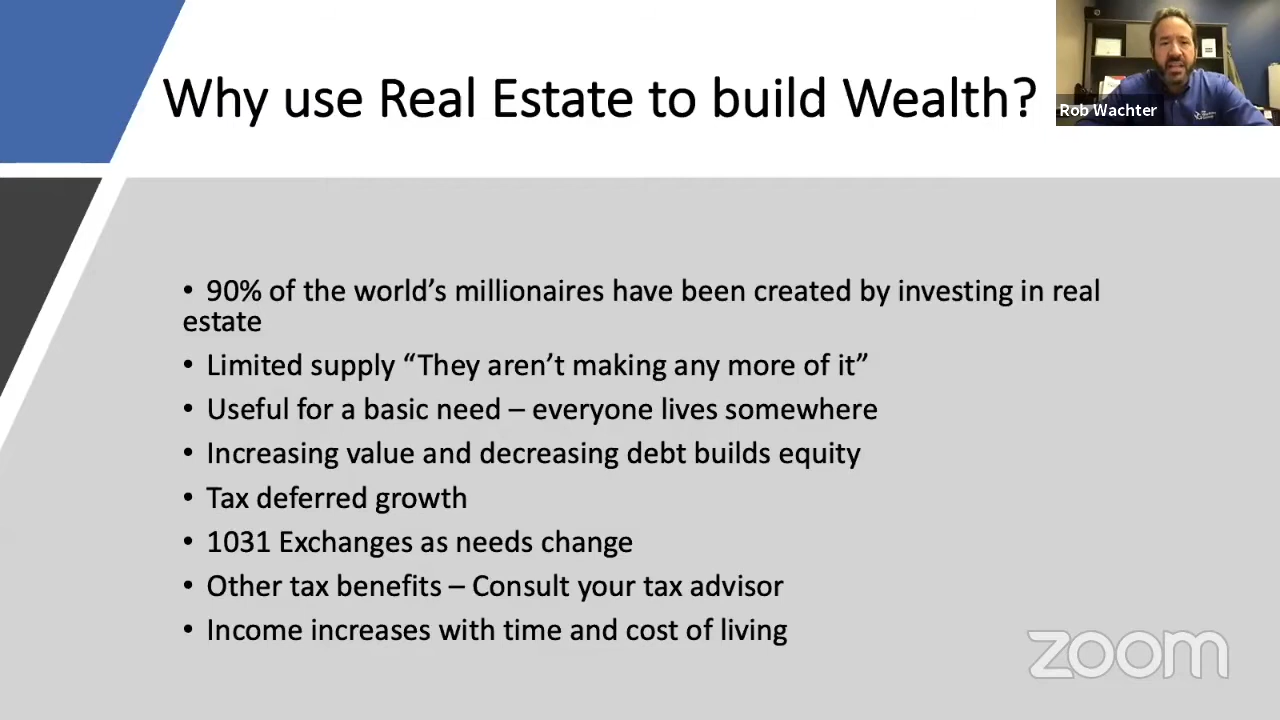 Why use Real Estate to build Wealth?
Rob Wachter
• 90% of the world’s millionaires have been created by investing in real
estate
• Limited supply “They aren’t making any more of it”
• Useful for a basic need – everyone lives somewhere
• Increasing value and decreasing debt builds equity
• Tax deferred growth
• 1031 Exchanges as needs change
• Other tax benefits – Consult your tax advisor
• Income increases with time and cost of living
zoom